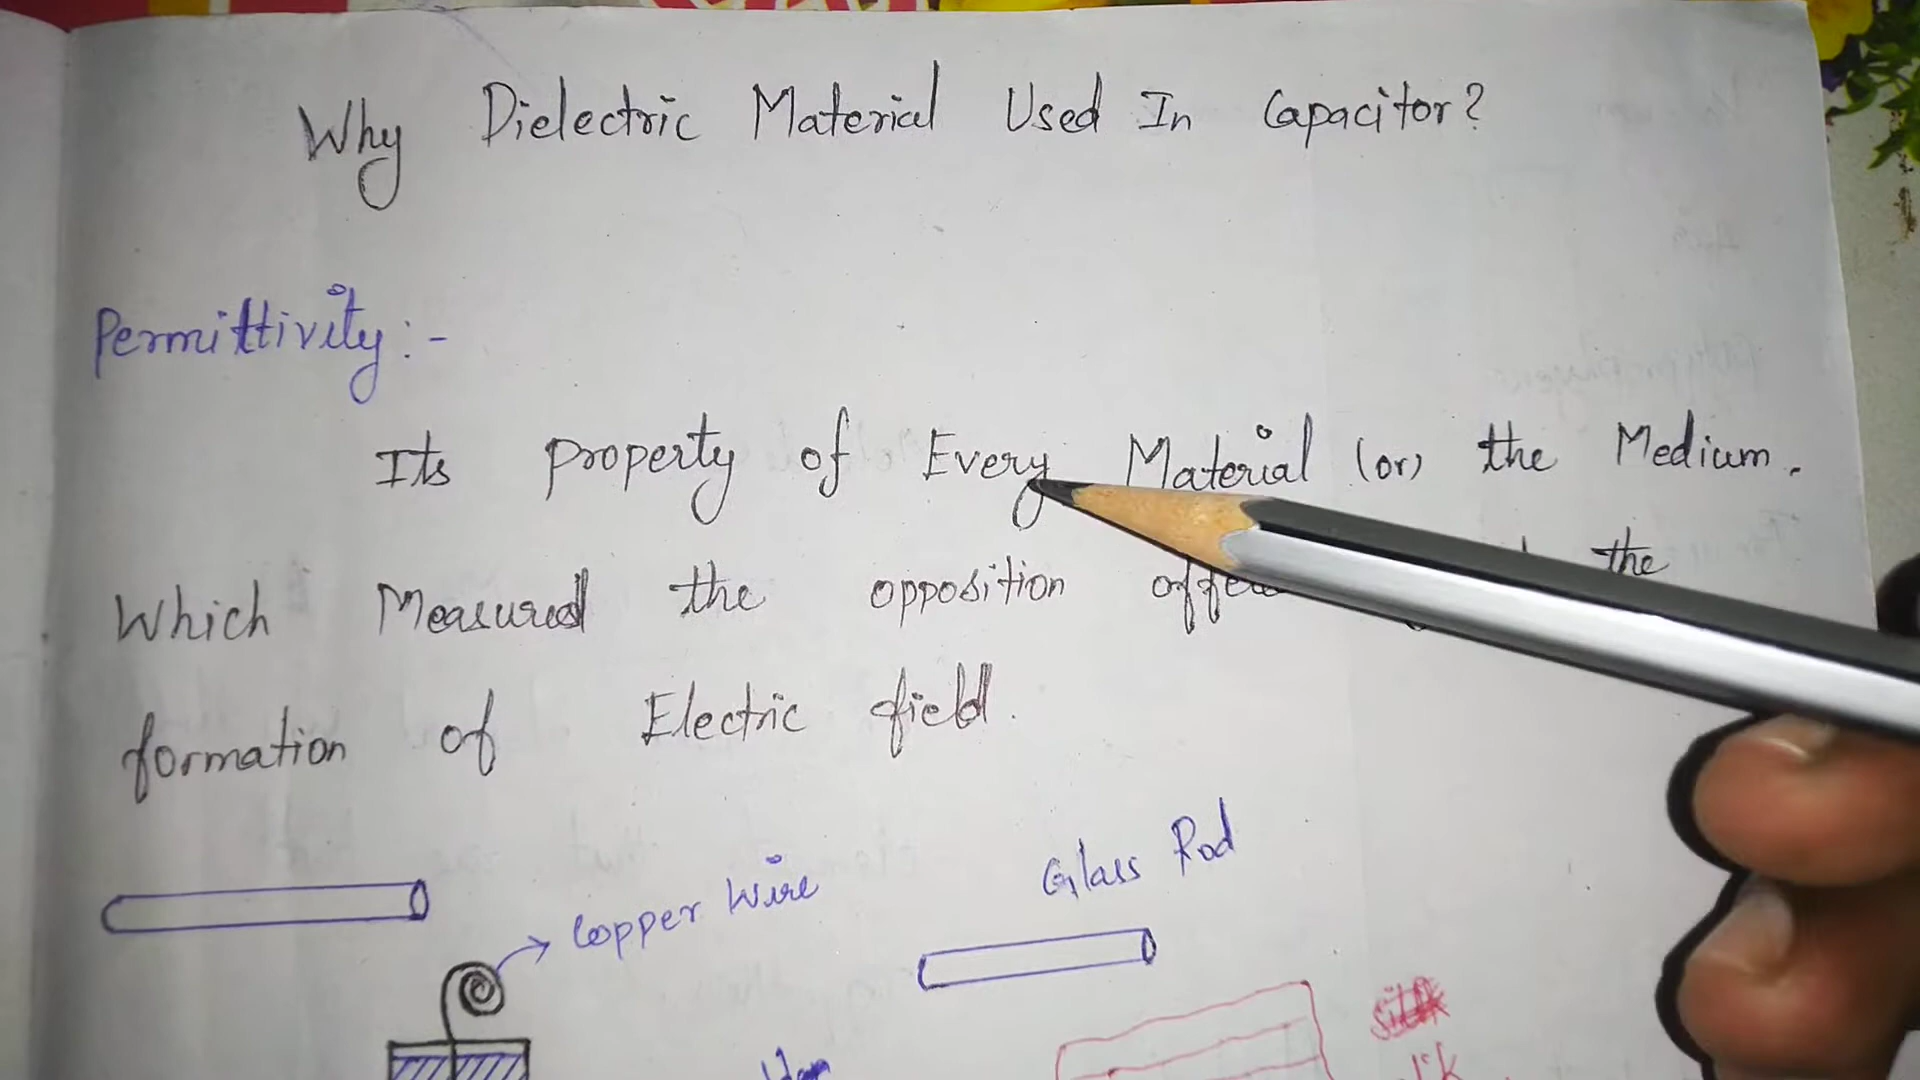 Why Dielectric Material Used In Capacitor?
Permittivity:-
Its property of Every Material (or) the Medium.
Which Measured the opposition the
formation of Electric field.
Glass Rod
Copper Wire
silk